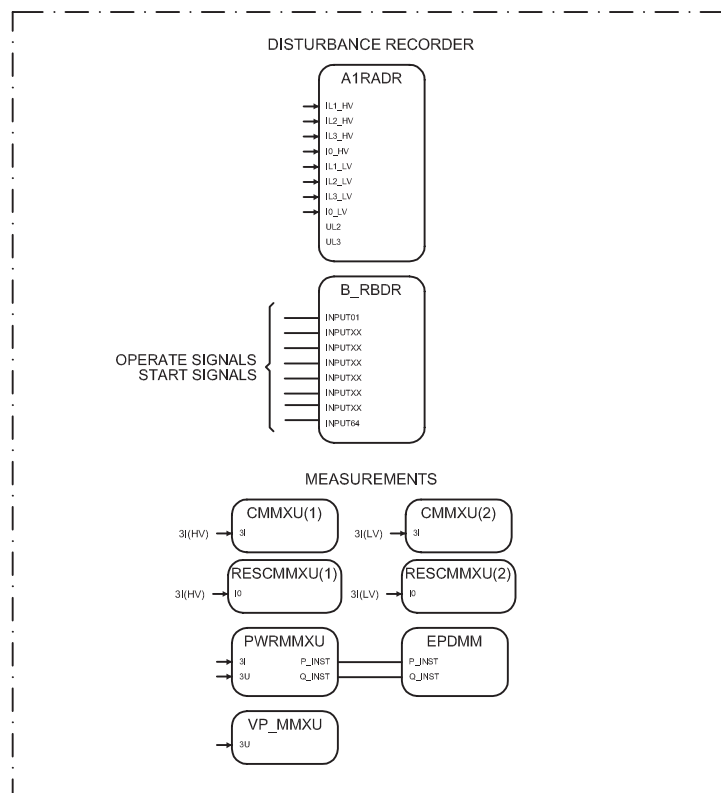 DISTURBANCE RECORDER
A1RADR
IL1_HV
IL2_HV
IL3_HV
I0_HV
IL1_LV
IL2_LV
IL3_LV
I0_LV
UL2
UL3
B_RBDR
INPUT01
INPUTXX
INPUTXX
INPUTXX
INPUTXX
INPUTXX
INPUTXX
INPUT64
OPERATE SIGNALS
START SIGNALS
MEASUREMENTS
CMMXU(1)
3I(HV) 3I
CMMXU(2)
3I(LV) 3I
RESCMMXU(1)
3I(HV) I0
RESCMMXU(2)
3I(LV) I0
PWRMMXU
3I P_INST
3U Q_INST
EPDMM
P_INST
Q_INST
VP_MMXU
3U